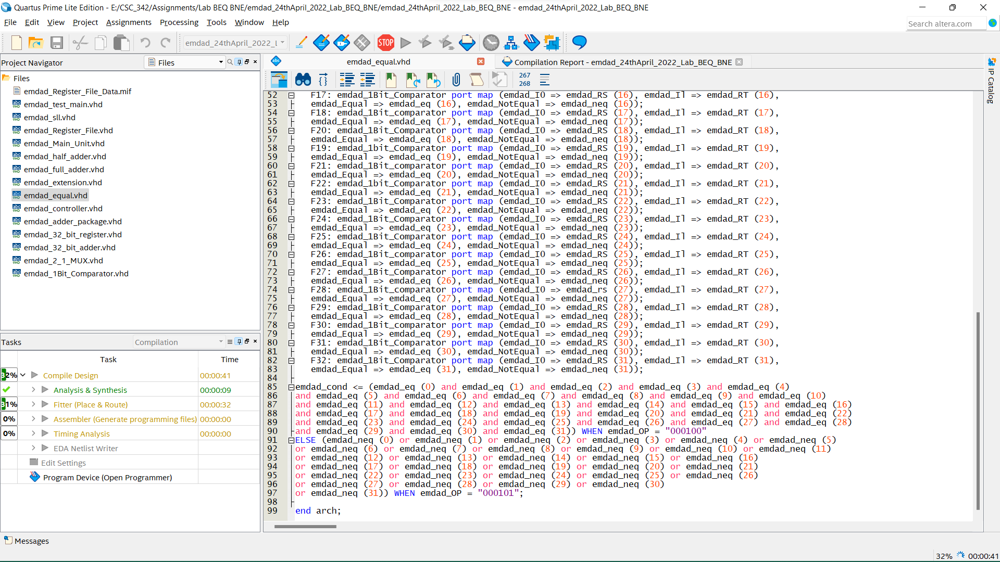 Quartus Prime Lite Edition - E:/CSC_342/Assignments/Lab BEQ BNE/emdad_24thApril_2022_Lab_BEQ_BNE/emdad_24thApril_2022_Lab_BEQ_BNE - emdad_24thApril_2022_Lab_BEQ_BNE
File Edit View Project Assignments Processing Tools Window Help
Search altera.com
emdad_24thApril_2022_L
STOP
Project Navigator
Files
Files
emdad_Register_File_Data.mif
emdad_test_main.vhd
emdad_sll.vhd
emdad_Register_File.vhd
emdad_Main_Unit.vhd
emdad_half_adder.vhd
emdad_full_adder.vhd
emdad_extension.vhd
emdad_equal.vhd
emdad_controller.vhd
emdad_adder_package.vhd
emdad_32_bit_register.vhd
emdad_32_bit_adder.vhd
emdad_2_1_MUX.vhd
emdad_1Bit_Comparator.vhd
Tasks
Compilation
Task Time
32% Compile Design 00:00:41
Analysis & Synthesis 00:00:09
31% Fitter (Place & Route) 00:00:32
0% Assembler (Generate programming files) 00:00:00
0% Timing Analysis 00:00:00
EDA Netlist Writer
Edit Settings
Program Device (Open Programmer)
emdad_equal.vhd
Compilation Report - emdad_24thApril_2022_Lab_BEQ_BNE
267
268
IP Catalog
52 F17: emdad_1Bit_Comparator port map (emdad_I0 => emdad_RS (16), emdad_I1 => emdad_RT (16),
53 emdad_Equal => emdad_eq (16), emdad_NotEqual => emdad_neq (16));
54 F18: emdad_1Bit_comparator port map (emdad_I0 => emdad_RS (17), emdad_I1 => emdad_RT (17),
55 emdad_Equal => emdad_eq (17), emdad_NotEqual => emdad_neq (17));
56 F20: emdad_1Bit_Comparator port map (emdad_I0 => emdad_RS (18), emdad_I1 => emdad_RT (18),
57 emdad_Equal => emdad_eq (18), emdad_NotEqual => emdad_neq (18));
58 F19: emdad_1bit_Comparator port map (emdad_I0 => emdad_RS (19), emdad_I1 => emdad_RT (19),
59 emdad_Equal => emdad_eq (19), emdad_NotEqual => emdad_neq (19));
60 F21: emdad_1Bit_Comparator port map (emdad_I0 => emdad_RS (20), emdad_I1 => emdad_RT (20),
61 emdad_Equal => emdad_eq (20), emdad_NotEqual => emdad_neq (20));
62 F22: emdad_1bit_Comparator port map (emdad_I0 => emdad_RS (21), emdad_I1 => emdad_RT (21),
63 emdad_Equal => emdad_eq (21), emdad_NotEqual => emdad_neq (21));
64 F23: emdad_1Bit_Comparator port map (emdad_I0 => emdad_RS (22), emdad_I1 => emdad_RT (22),
65 emdad_Equal => emdad_eq (22), emdad_NotEqual => emdad_neq (22));
66 F24: emdad_1Bit_Comparator port map (emdad_I0 => emdad_RS (23), emdad_I1 => emdad_RT (23),
67 emdad_Equal => emdad_eq (23), emdad_NotEqual => emdad_neq (23));
68 F25: emdad_1Bit_Comparator port map (emdad_I0 => emdad_RS (24), emdad_I1 => emdad_RT (24),
69 emdad_Equal => emdad_eq (24), emdad_NotEqual => emdad_neq (24));
70 F26: emdad_1Bit_comparator port map (emdad_I0 => emdad_RS (25), emdad_I1 => emdad_RT (25),
71 emdad_Equal => emdad_eq (25), emdad_NotEqual => emdad_neq (25));
72 F27: emdad_1Bit_Comparator port map (emdad_I0 => emdad_RS (26), emdad_I1 => emdad_RT (26),
73 emdad_Equal => emdad_eq (26), emdad_NotEqual => emdad_neq (26));
74 F28: emdad_1Bit_comparator port map (emdad_I0 => emdad_rs (27), emdad_I1 => emdad_RT (27),
75 emdad_Equal => emdad_eq (27), emdad_NotEqual => emdad_neq (27));
76 F29: emdad_1Bit_Comparator port map (emdad_I0 => emdad_RS (28), emdad_I1 => emdad_RT (28),
77 emdad_Equal => emdad_eq (28), emdad_NotEqual => emdad_neq (28));
78 F30: emdad_1Bit_Comparator port map (emdad_I0 => emdad_RS (29), emdad_I1 => emdad_RT (29),
79 emdad_Equal => emdad_eq (29), emdad_NotEqual => emdad_neq (29));
80 F31: emdad_1Bit_Comparator port map (emdad_I0 => emdad_RS (30), emdad_I1 => emdad_RT (30),
81 emdad_Equal => emdad_eq (30), emdad_NotEqual => emdad_neq (30));
82 F32: emdad_1Bit_Comparator port map (emdad_I0 => emdad_RS (31), emdad_I1 => emdad_RT (31),
83 emdad_Equal => emdad_eq (31), emdad_NotEqual => emdad_neq (31));
84
85 emdad_cond <= (emdad_eq (0) and emdad_eq (1) and emdad_eq (2) and emdad_eq (3) and emdad_eq (4)
86 and emdad_eq (5) and emdad_eq (6) and emdad_eq (7) and emdad_eq (8) and emdad_eq (9) and emdad_eq (10)
87 and emdad_eq (11) and emdad_eq (12) and emdad_eq (13) and emdad_eq (14) and emdad_eq (15) and emdad_eq (16)
88 and emdad_eq (17) and emdad_eq (18) and emdad_eq (19) and emdad_eq (20) and emdad_eq (21) and emdad_eq (22)
89 and emdad_eq (23) and emdad_eq (24) and emdad_eq (25) and emdad_eq (26) and emdad_eq (27) and emdad_eq (28)
90 and emdad_eq (29) and emdad_eq (30) and emdad_eq (31)) WHEN emdad_OP = "000100"
91 ELSE (emdad_neq (0) or emdad_neq (1) or emdad_neq (2) or emdad_neq (3) or emdad_neq (4) or emdad_neq (5)
92 or emdad_neq (6) or emdad_neq (7) or emdad_neq (8) or emdad_neq (9) or emdad_neq (10) or emdad_neq (11)
93 or emdad_neq (12) or emdad_neq (13) or emdad_neq (14) or emdad_neq (15) or emdad_neq (16)
94 or emdad_neq (17) or emdad_neq (18) or emdad_neq (19) or emdad_neq (20) or emdad_neq (21)
95 or emdad_neq (22) or emdad_neq (23) or emdad_neq (24) or emdad_neq (25) or emdad_neq (26)
96 or emdad_neq (27) or emdad_neq (28) or emdad_neq (29) or emdad_neq (30)
97 or emdad_neq (31)) WHEN emdad_OP = "000101";
98
99 end arch;
Messages
32% 00:00:41